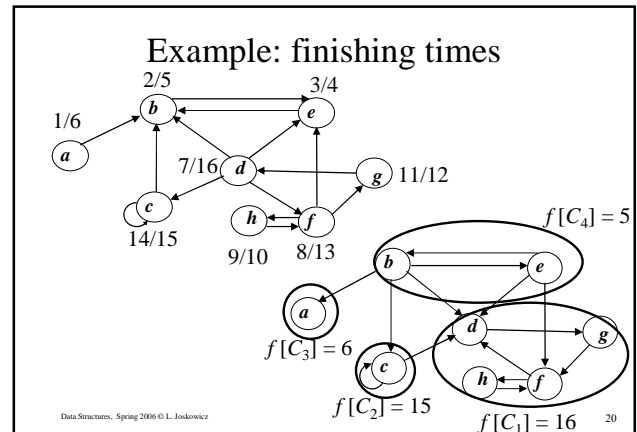 Example: finishing times
2/5
3/4
b
e
1/6
a
7/16
d
g
11/12
c
h
f
14/15
9/10
8/13
f [C4] = 5
b
e
a
d
g
f [C3] = 6
c
h
f
f [C2] = 15
f [C1] = 16
Data Structures, Spring 2006 © L. Joskowicz
20